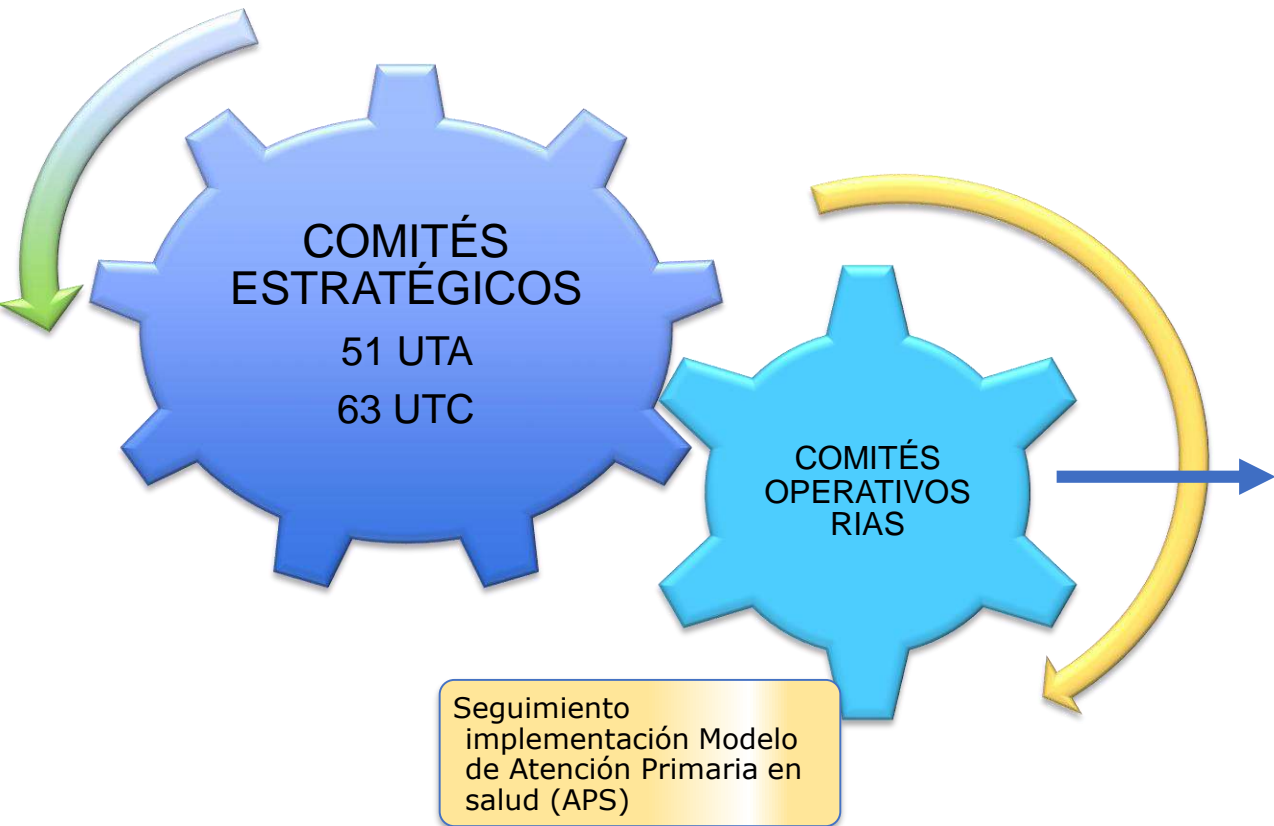 COMITÉS
ESTRATÉGICOS
51 UTA
63 UTC
COMITÉS
OPERATIVOS
RIAS
Seguimiento
implementación Modelo
de Atención Primaria en
salud (APS)